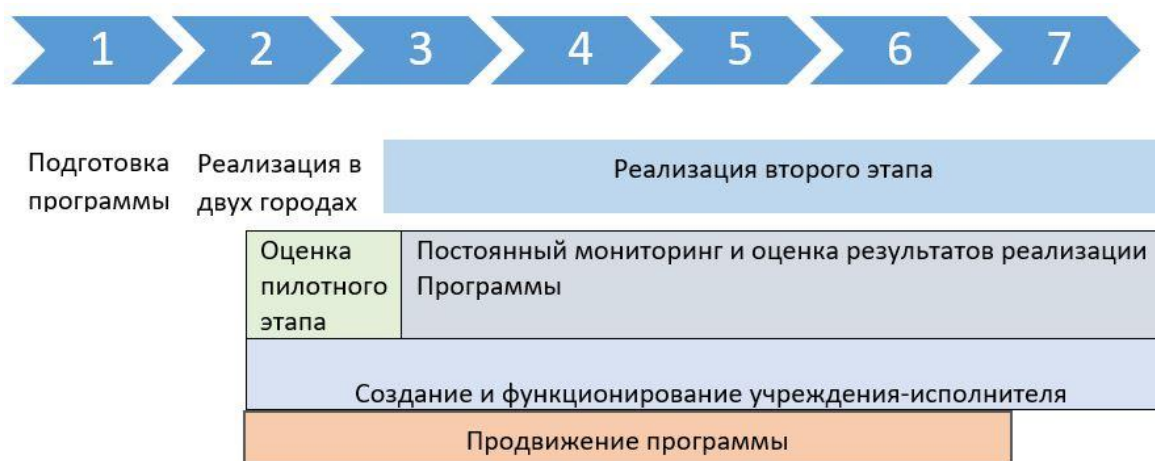 1 2 3 4 5 6 7
Подготовка
программы
Реализация в
двух городах
Реализация второго этапа
Оценка
пилотного
этапа
Постоянный мониторинг и оценка результатов реализации
Программы
Создание и функционирование учреждения-исполнителя
Продвижение программы